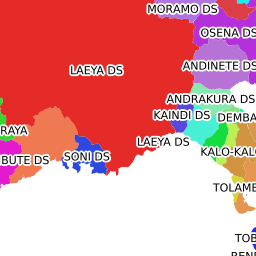 MORAMO DS
OSENA DS
LAEYA DS
ANDINETE DS
ANDRAKURA DS
KAINDI DS
DEMBA
RAYA
LAEYA DS
KALO-KALO
BUTE DS
SONI DS
TOLAME
TOB